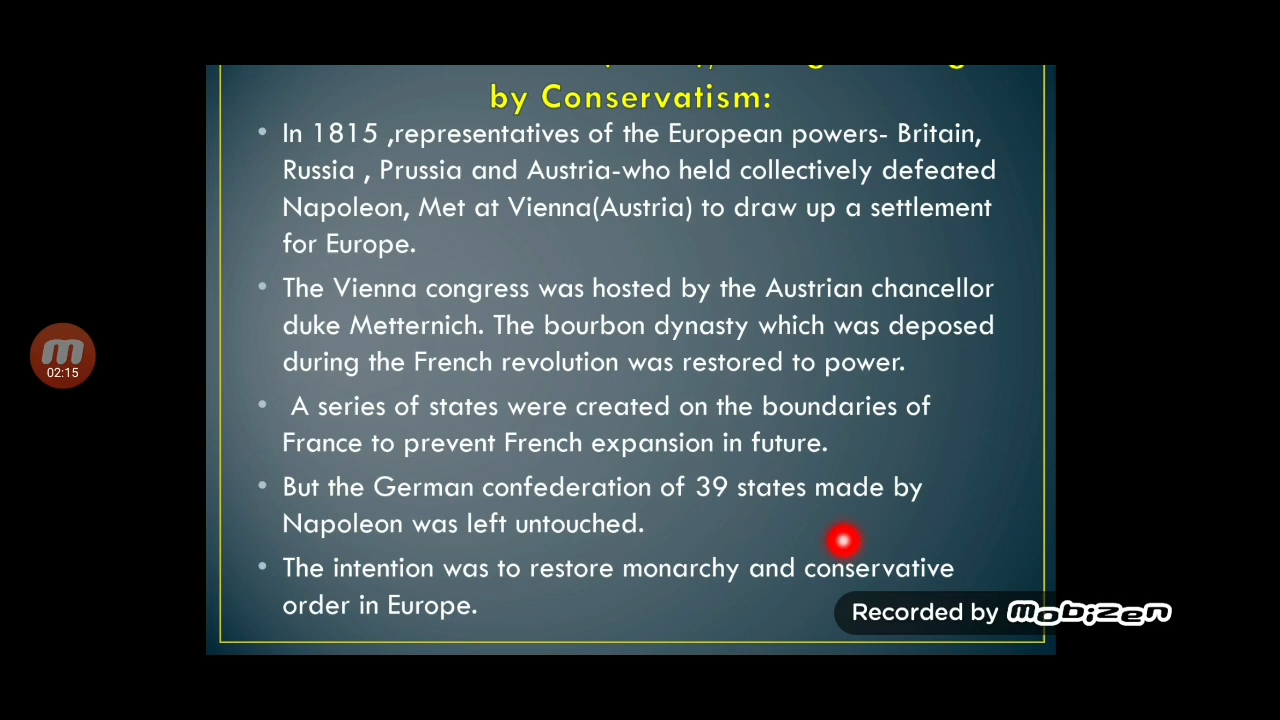 by Conservatism:
• In 1815 ,representatives of the European powers- Britain,
Russia , Prussia and Austria-who held collectively defeated
Napoleon, Met at Vienna(Austria) to draw up a settlement
for Europe.
• The Vienna congress was hosted by the Austrian chancellor
duke Metternich. The bourbon dynasty which was deposed
during the French revolution was restored to power.
• A series of states were created on the boundaries of
France to prevent French expansion in future.
• But the German confederation of 39 states made by
Napoleon was left untouched.
• The intention was to restore monarchy and conservative
order in Europe.
02:15
Recorded by Mobizen